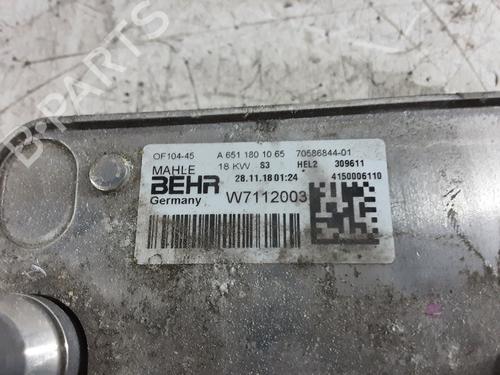 OF104-45 A 651 180 10 65 70586844-01
MAHLE 18 KW S3 HEL2 309611
BEHR 28.11.18 01:24 4150006110
Germany W7112003
B-PARTS